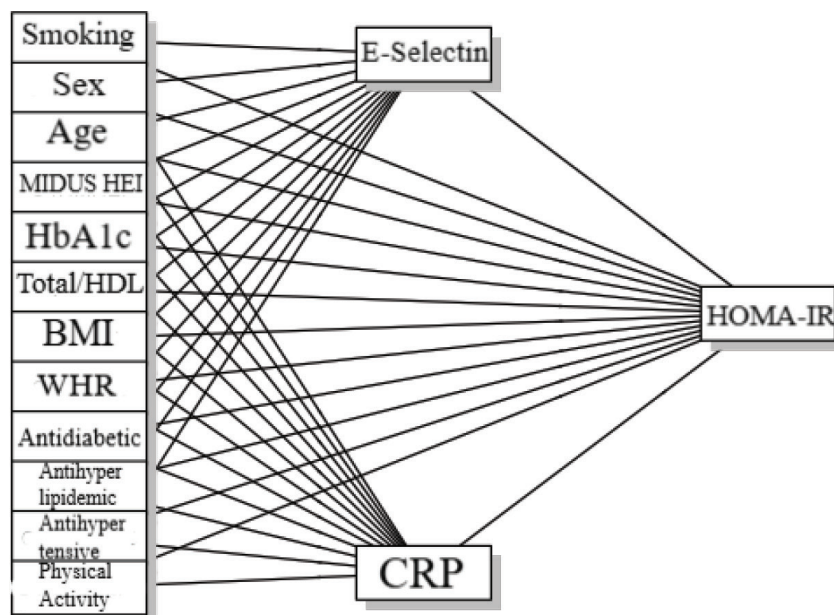 Smoking
Sex
Age
MIDUS HEI
HbA1c
Total/HDL
BMI
WHR
Antidiabetic
Antihyper
lipidemic
Antihyper
tensive
Physical
Activity
E-Selectin
CRP
HOMA-IR